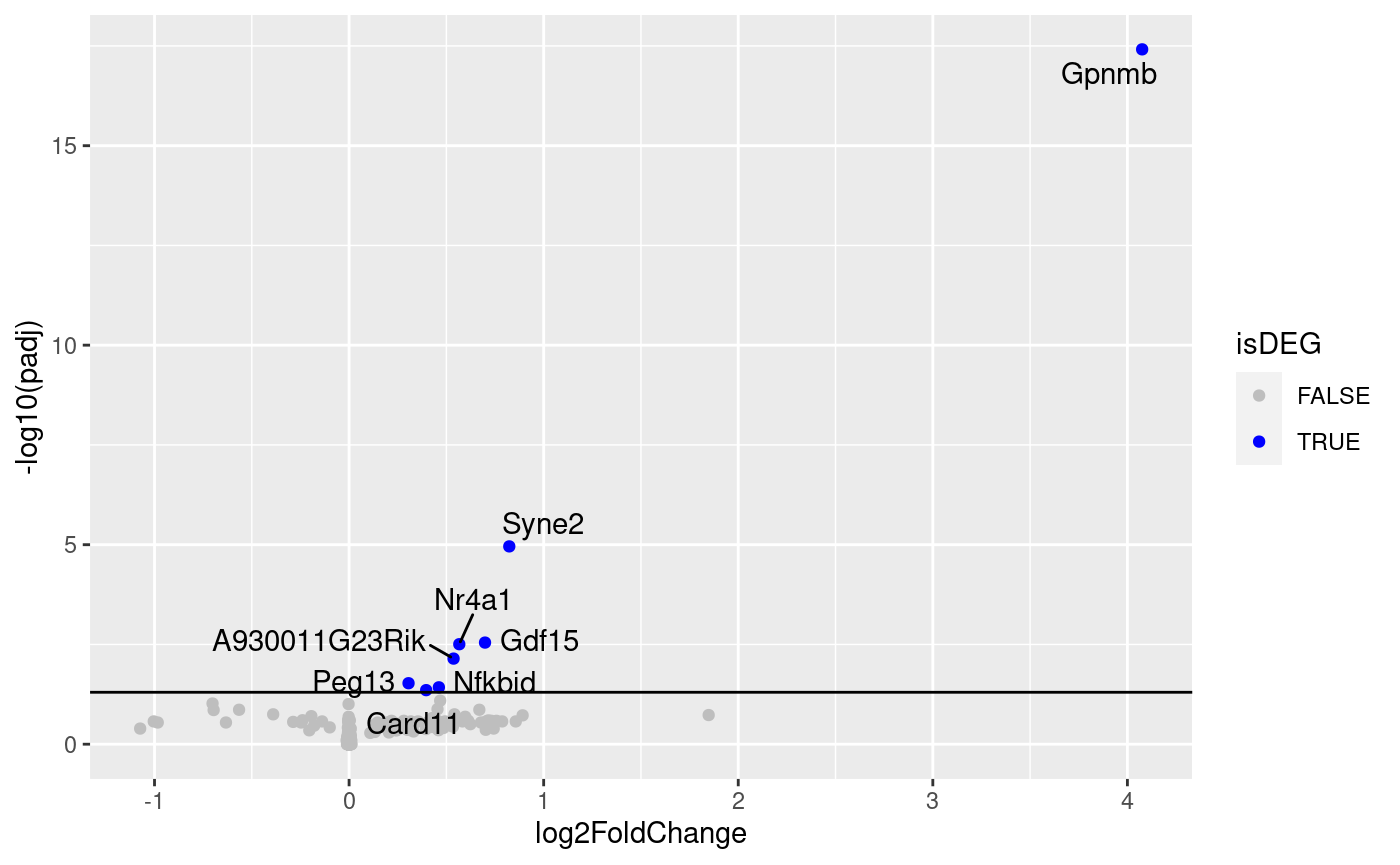 Gpnmb
15
10
5
0
-log10(padj)
Syne2
Nr4a1
A930011G23Rik
Gdf15
Peg13
Nfkbid
Card11
-1
0
1
2
3
4
log2FoldChange
isDEG
FALSE
TRUE